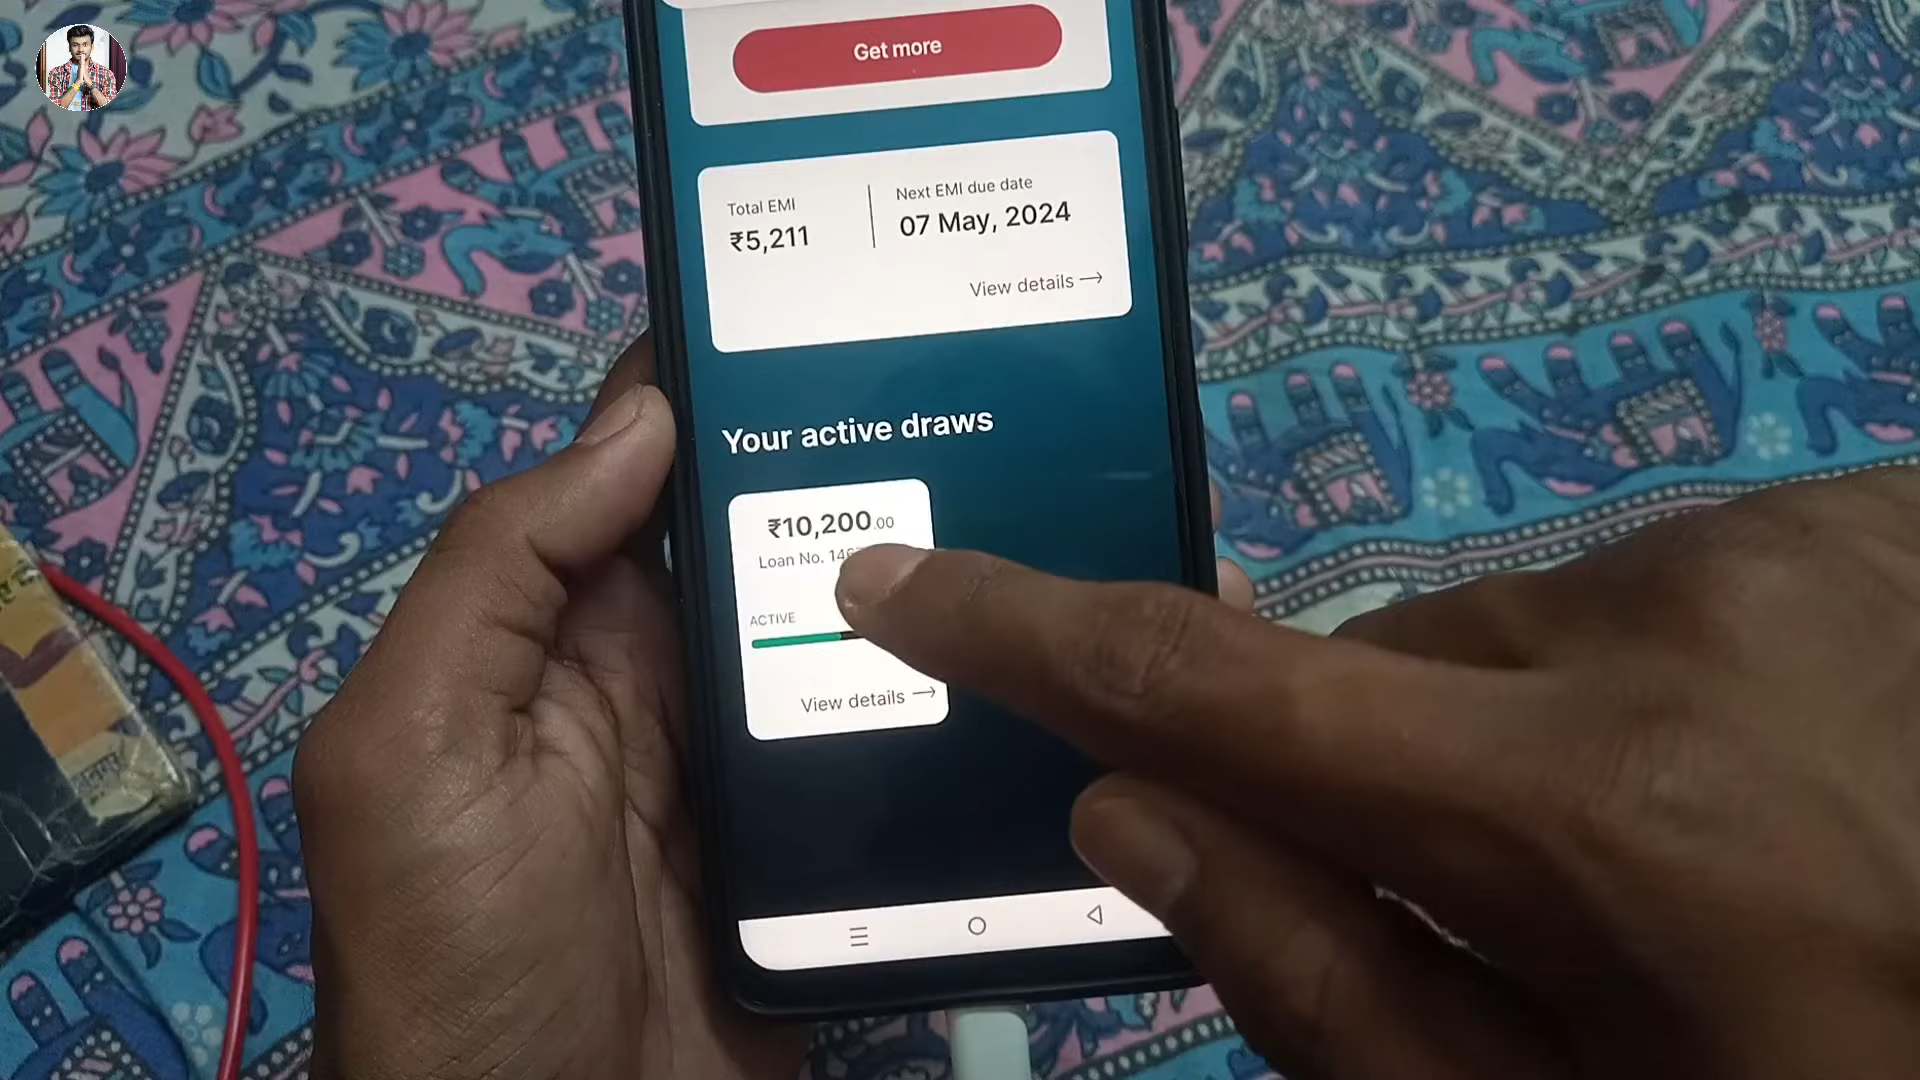 Get more
Total EMI
₹5,211
Next EMI due date
07 May, 2024
View details →
Your active draws
₹10,200.00
Loan No.
ACTIVE
View details →